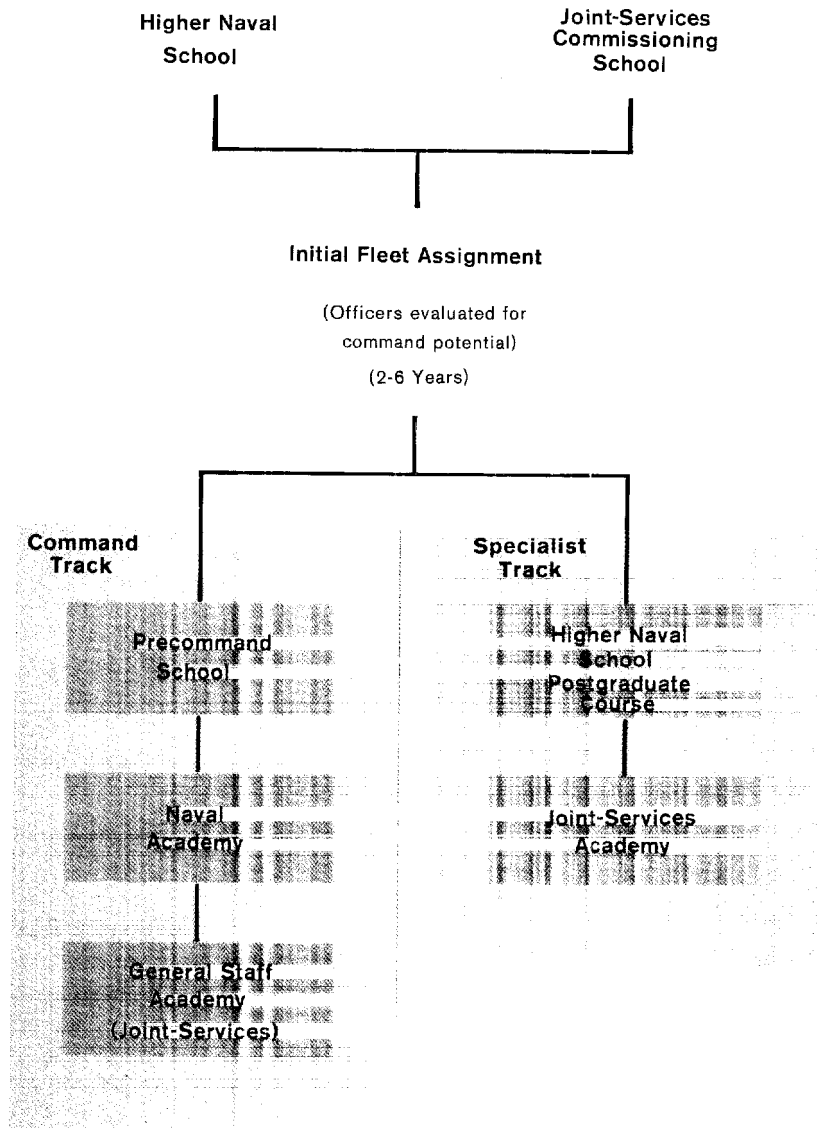 Higher Naval
School
Joint-Services
Commissioning
School
Initial Fleet Assignment
(Officers evaluated for
command potential)
(2-6 Years)
Command
Track
Precommand
School
Naval
Academy
General Staff
Academy
(Joint-Services)
Specialist
Track
Higher Naval
School
Postgraduate
Course
Joint-Services
Academy